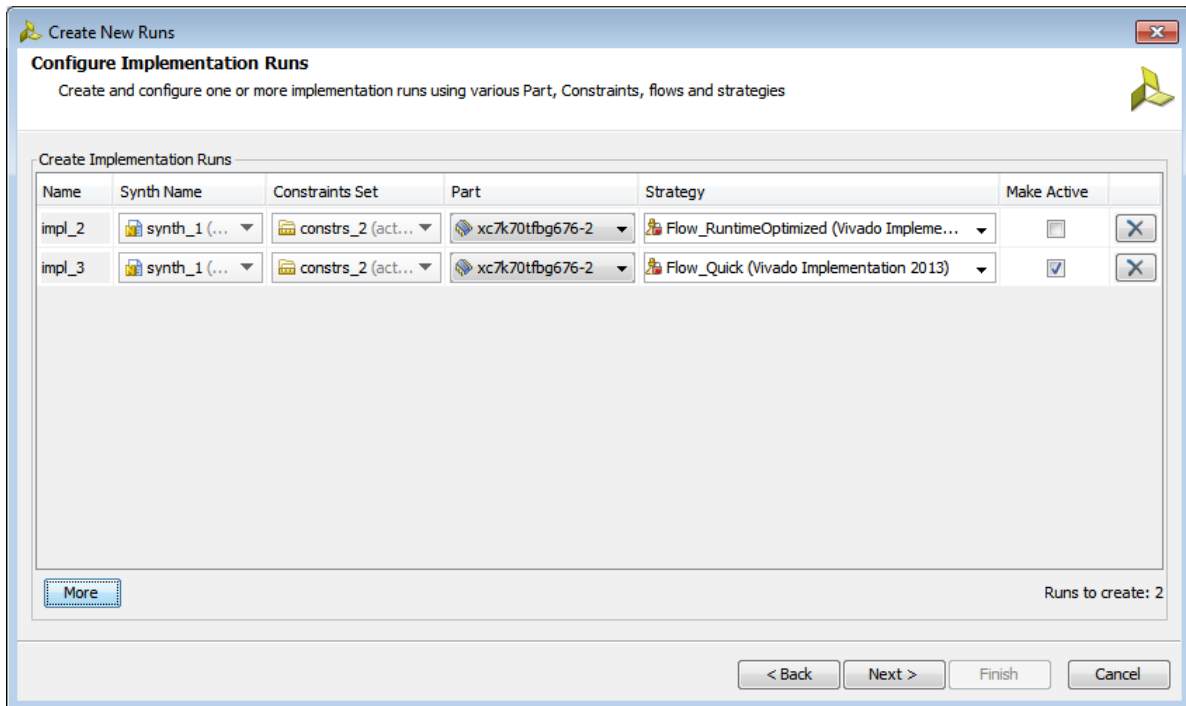 Create New Runs
Configure Implementation Runs
Create and configure one or more implementation runs using various Part, Constraints, flows and strategies
Create Implementation Runs
Name Synth Name Constraints Set Part Strategy Make Active
impl_2 synth_1 (... constrs_2 (act... xc7k70tfbg676-2 Flow_RuntimeOptimized (Vivado Impleme...
impl_3 synth_1 (... constrs_2 (act... xc7k70tfbg676-2 Flow_Quick (Vivado Implementation 2013)
More Runs to create: 2
< Back Next > Finish Cancel